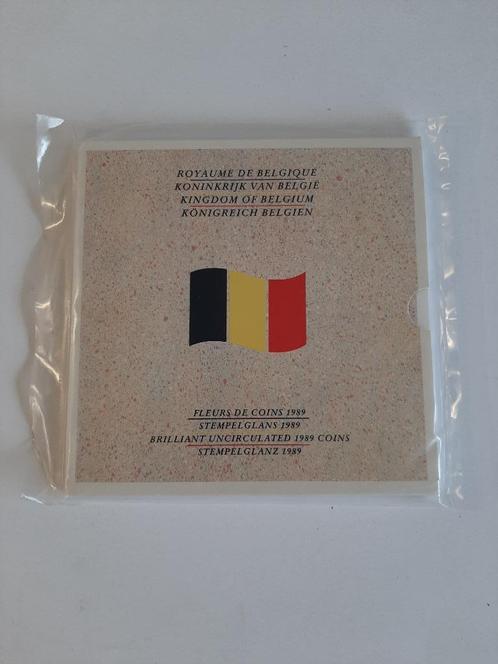 ROYAUME DE BELGIQUE
KONINKRIJK VAN BELGIË
KINGDOM OF BELGIUM
KÖNIGREICH BELGIEN
FLEURS DE COINS 1989
STEMPELGLANS 1989
BRILLIANT UNCIRCULATED 1989 COINS
STEMPELGLANZ 1989